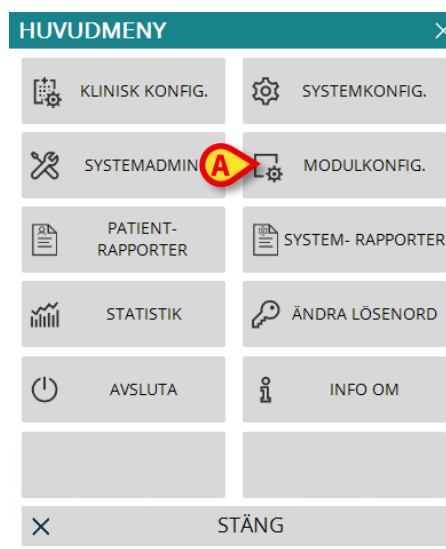 HUVUDMENY
KLINISK KONFIG.
SYSTEMKONFIG.
SYSTEMADMIN
A
MODULKONFIG.
PATIENT-
RAPPORTER
SYSTEM- RAPPORTER
STATISTIK
ÄNDRA LÖSENORD
AVSLUTA
INFO OM
STÄNG